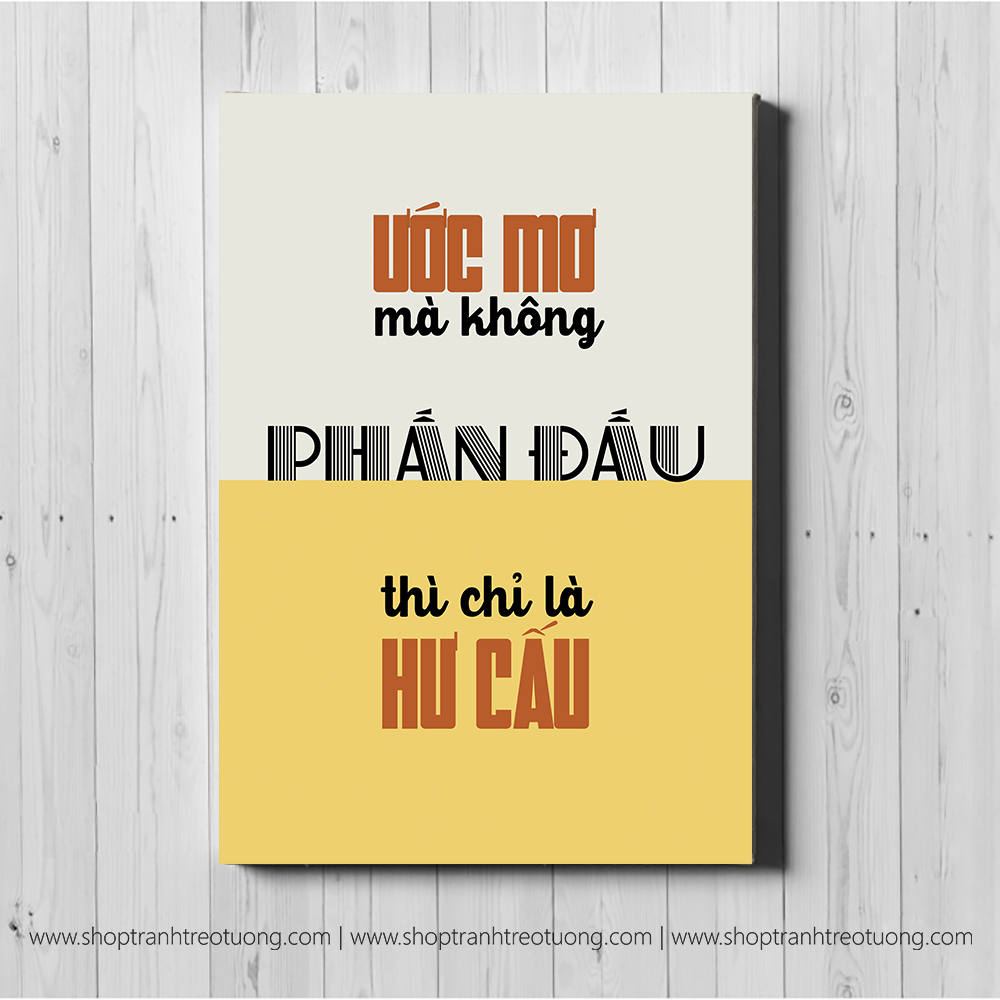 ƯỚC MƠ
mà không
PHẤN ĐẤU
thì chỉ là
HƯ CẤU
www.shoptranhtreotuong.com | www.shoptranhtreotuong.com | www.shoptranhtreotuong.com